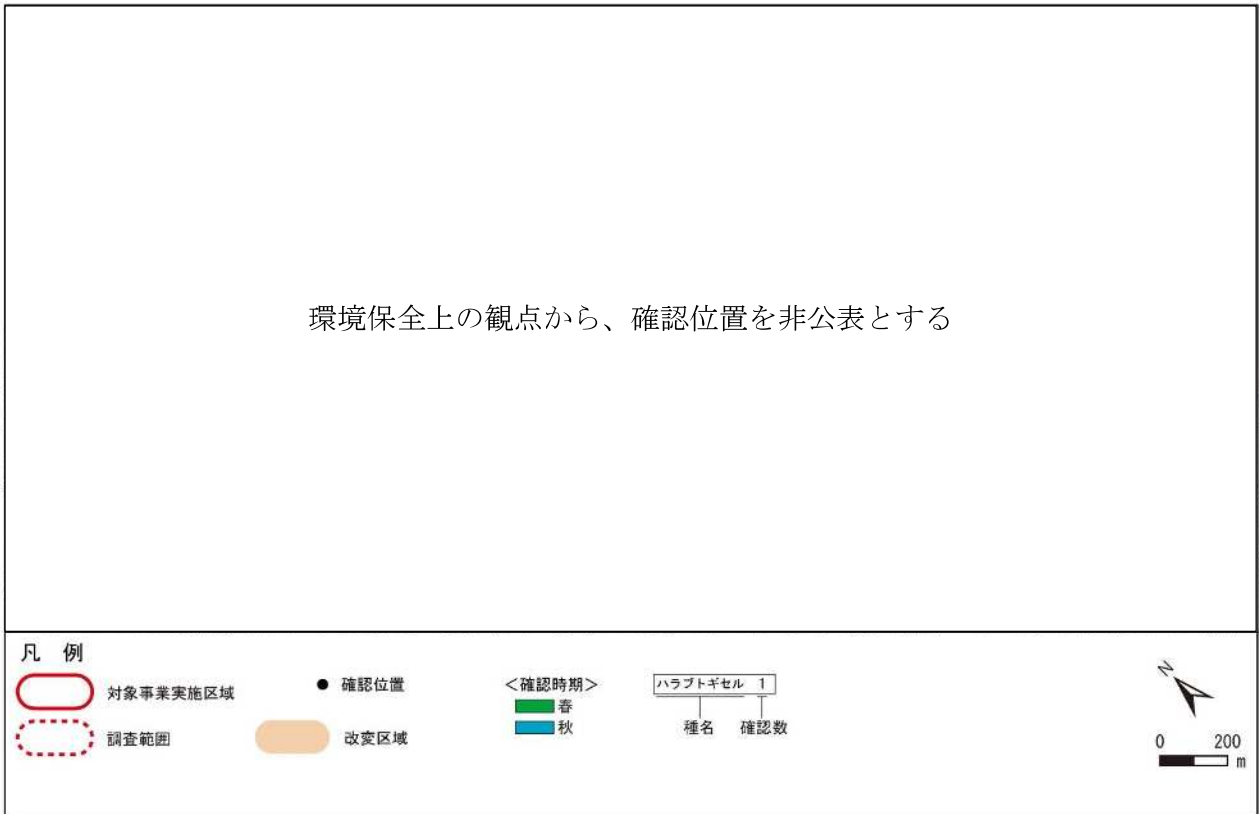 環境保全上の観点から、確認位置を非公表とする
凡 例
対象事業実施区域
調査範囲
確認位置
改変区域
＜確認時期＞
春
秋
ハラブトギセル 1
種名 確認数
N
0 200
m